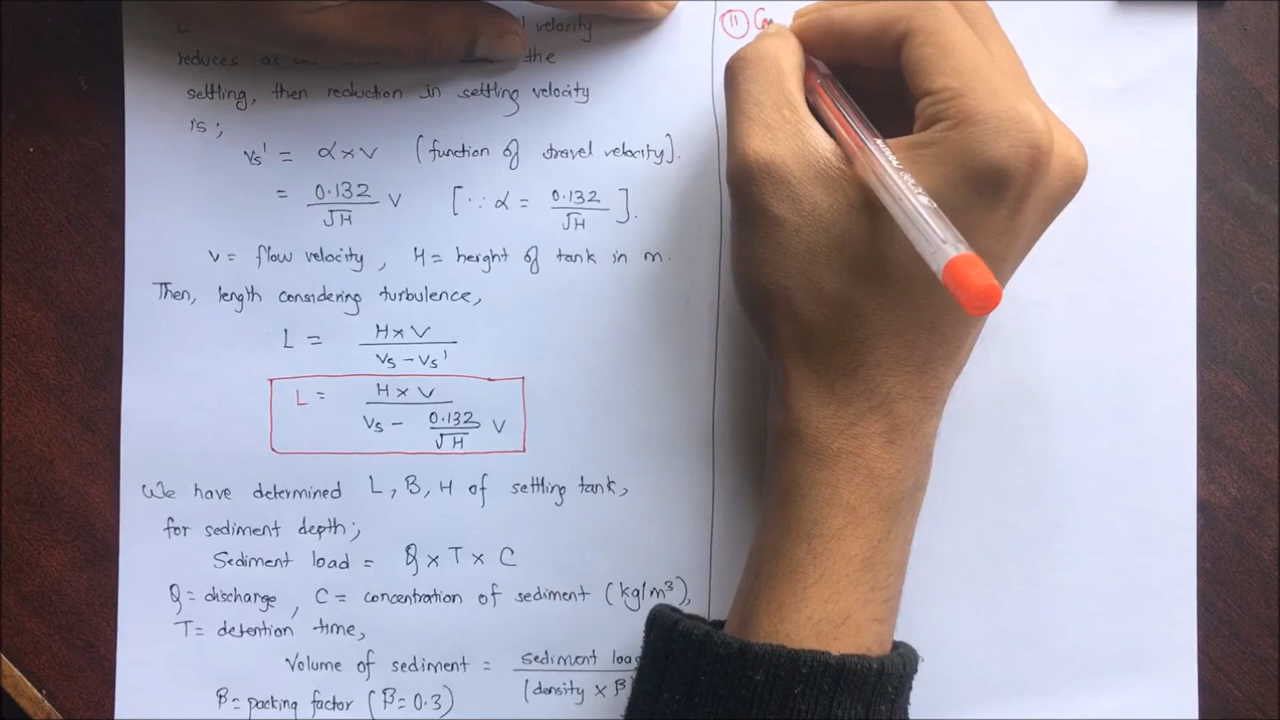 velocity
reduces as the
settling, then reduction in settling velocity
is;
Vs' = α×V (function of travel velocity).
= 0.132/√H V [∵ α = 0.132/√H].
V = flow velocity, H = height of tank in m.
Then, length considering turbulence,
L = H×V / Vs - Vs'
L = H × V / Vs - 0.132/√H V
We have determined L, B, H of settling tank,
for sediment depth;
Sediment load = Q × T × C
Q = discharge, C = concentration of sediment (kg/m³),
T = detention time,
Volume of sediment = sediment load / (density × β
β = packing factor (β = 0.3)
(11)